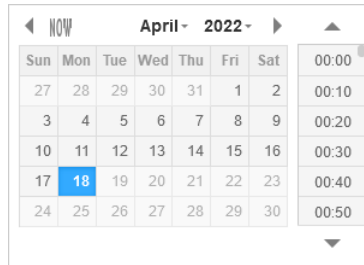 NOW April 2022
Sun Mon Tue Wed Thu Fri Sat
27 28 29 30 31 1 2
3 4 5 6 7 8 9
10 11 12 13 14 15 16
17 18 19 20 21 22 23
24 25 26 27 28 29 30
00:00
00:10
00:20
00:30
00:40
00:50